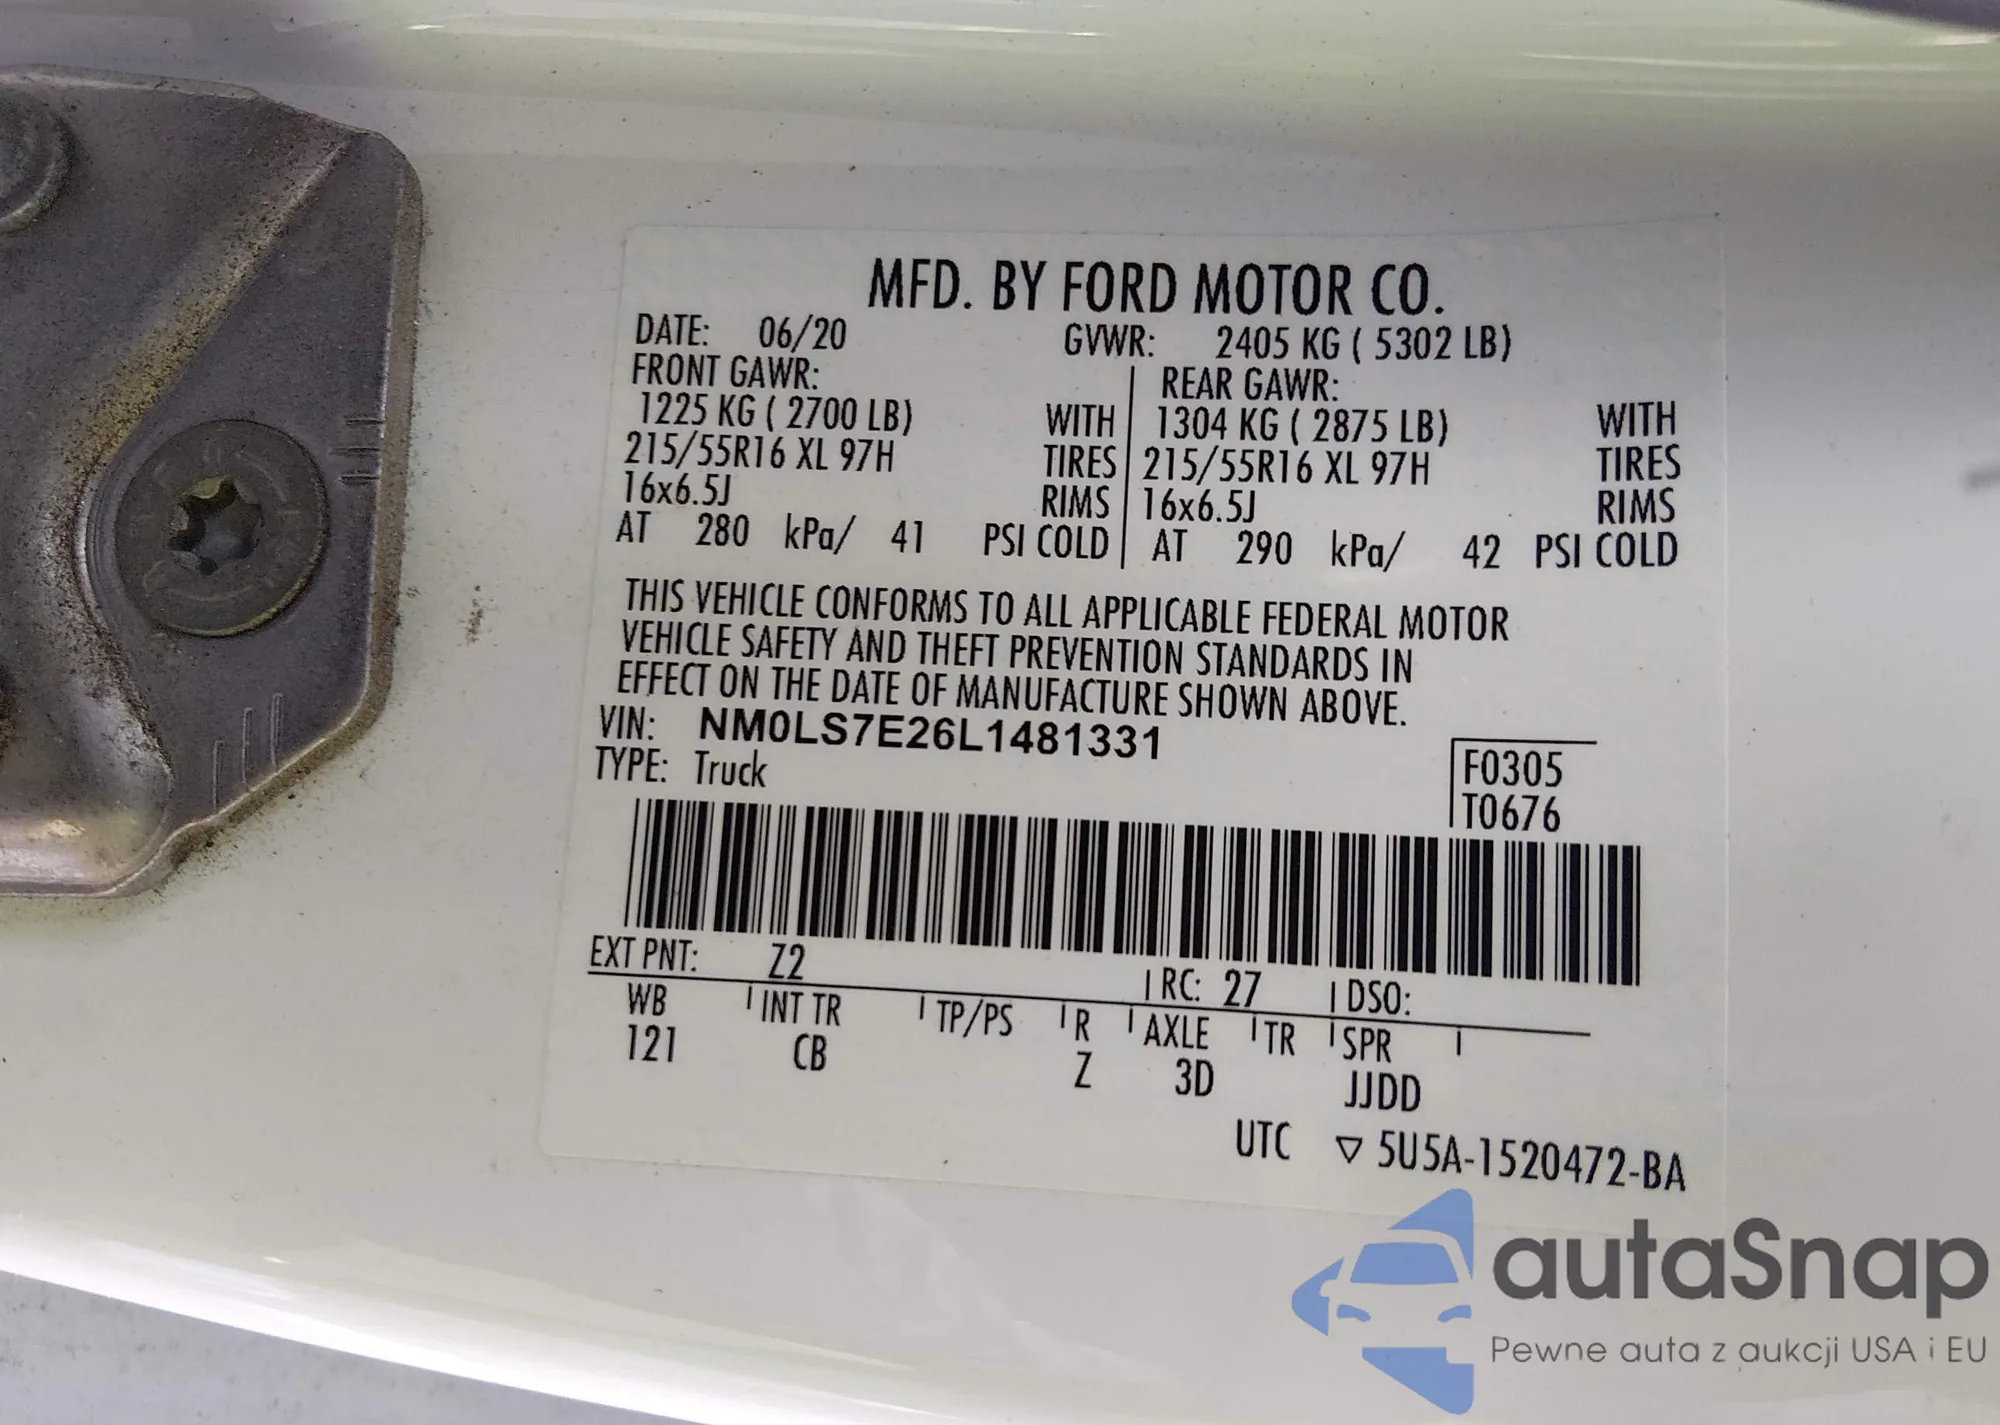 MFD. BY FORD MOTOR CO.
DATE: 06/20 GVWR: 2405 KG ( 5302 LB)
FRONT GAWR: REAR GAWR:
1225 KG ( 2700 LB) WITH 1304 KG ( 2875 LB) WITH
215/55R16 XL 97H TIRES 215/55R16 XL 97H TIRES
16x6.5J RIMS 16x6.5J RIMS
AT 280 kPa/ 41 PSI COLD AT 290 kPa/ 42 PSI COLD
THIS VEHICLE CONFORMS TO ALL APPLICABLE FEDERAL MOTOR
VEHICLE SAFETY AND THEFT PREVENTION STANDARDS IN
EFFECT ON THE DATE OF MANUFACTURE SHOWN ABOVE.
VIN: NM0LS7E26L1481331
TYPE: Truck
F0305
T0676
EXT PNT: Z2 RC: 27 DSO:
WB INT TR TP/PS R AXLE TR SPR
121 CB Z 3D JJDD
UTC ▽ 5U5A-1520472-BA
autaSnap
Pewne auta z aukcji USA i EU